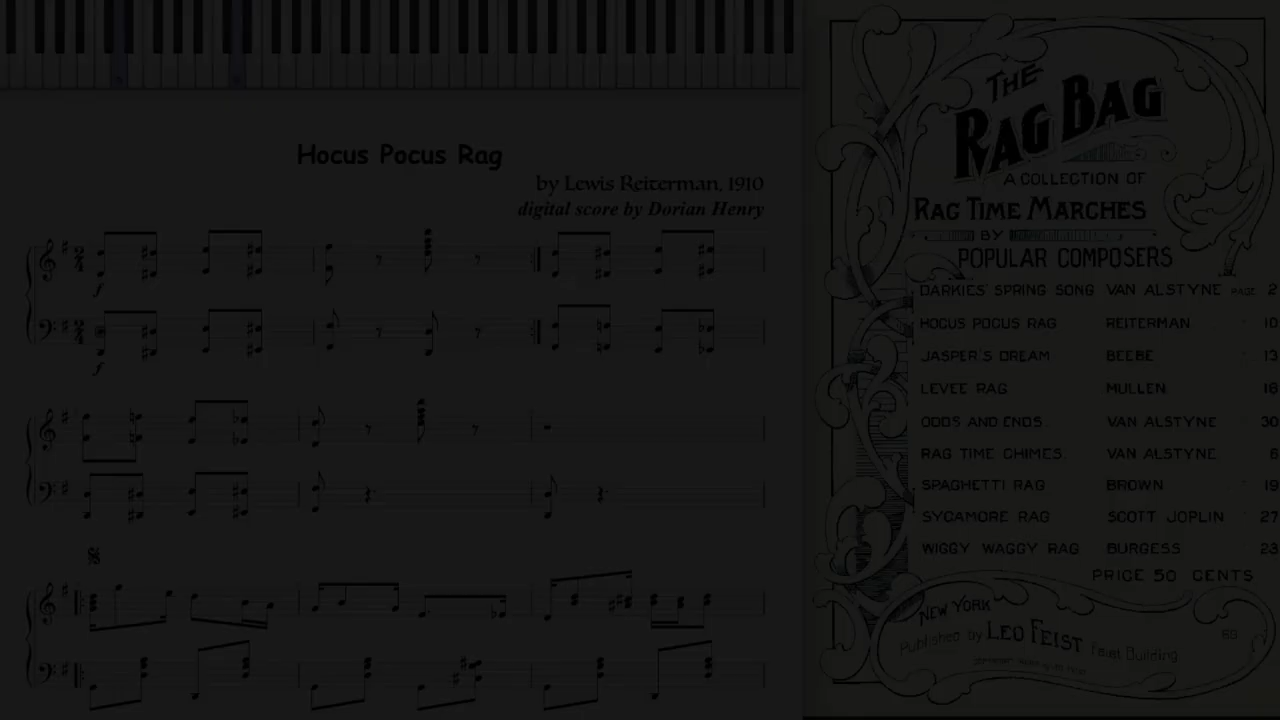 Hocus Pocus Rag
by Lewis Reiterman, 1910
digital score by Dorian Henry
f
f
THE
RAG BAG
A COLLECTION OF
RAG TIME MARCHES
BY
POPULAR COMPOSERS
DARKIES' SPRING SONG VAN ALSTYNE PAGE 2
HOCUS POCUS RAG REITERMAN 10
JASPER'S DREAM BEEBE 13
LEVEE RAG MULLEN 16
ODDS AND ENDS VAN ALSTYNE 30
RAG TIME CHIMES VAN ALSTYNE 6
SPAGHETTI RAG BROWN 19
SYCAMORE RAG SCOTT JOPLIN 27
WIGGY WAGGY RAG BURGESS 23
PRICE 50 CENTS
NEW YORK
Published by LEO FEIST Feist Building